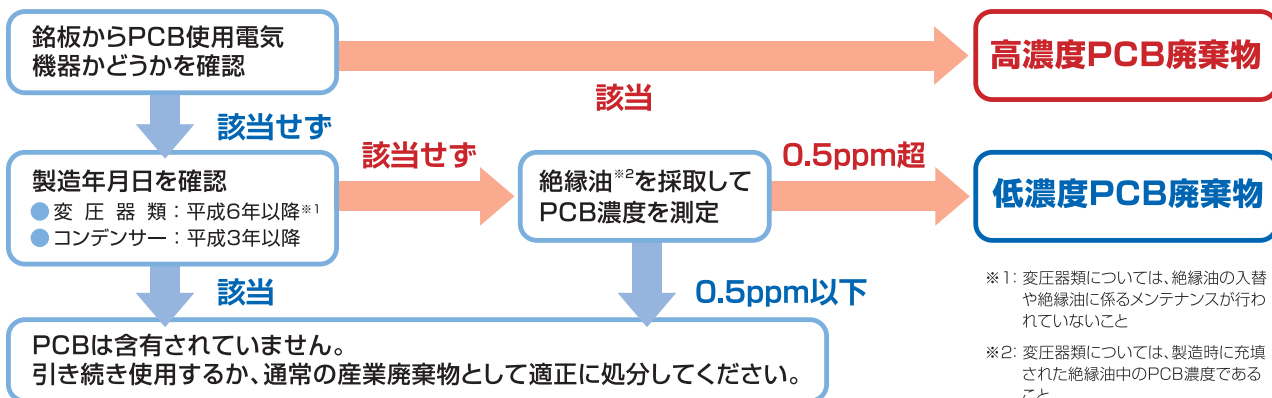 銘板からPCB使用電気
機器かどうかを確認
該当
高濃度PCB廃棄物
該当せず
製造年月日を確認
●変圧器類：平成6年以降※1
●コンデンサー：平成3年以降
該当せず
絶縁油※2を採取して
PCB濃度を測定
0.5ppm超
低濃度PCB廃棄物
該当
0.5ppm以下
PCBは含有されていません。
引き続き使用するか、通常の産業廃棄物として適正に処分してください。
※1：変圧器類については、絶縁油の入替
や絶縁油に係るメンテナンスが行わ
れていないこと
※2：変圧器類については、製造時に充填
された絶縁油中のPCB濃度である
こと